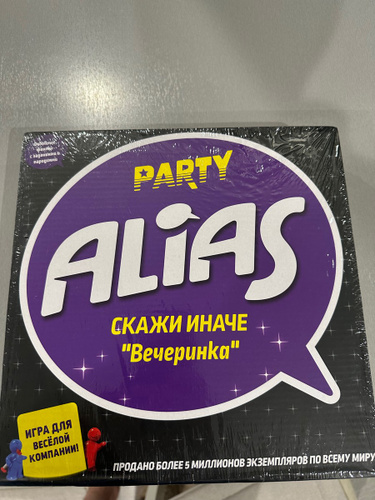 PARTY
ALIAS
СКАЖИ ИНАЧЕ
"Вечеринка"
ИГРА ДЛЯ
ВЕСЁЛОЙ
КОМПАНИИ!
ПРОДАНО БОЛЕЕ 5 МИЛЛИОНОВ ЭКЗЕМПЛЯРОВ ПО ВСЕМУ МИРУ